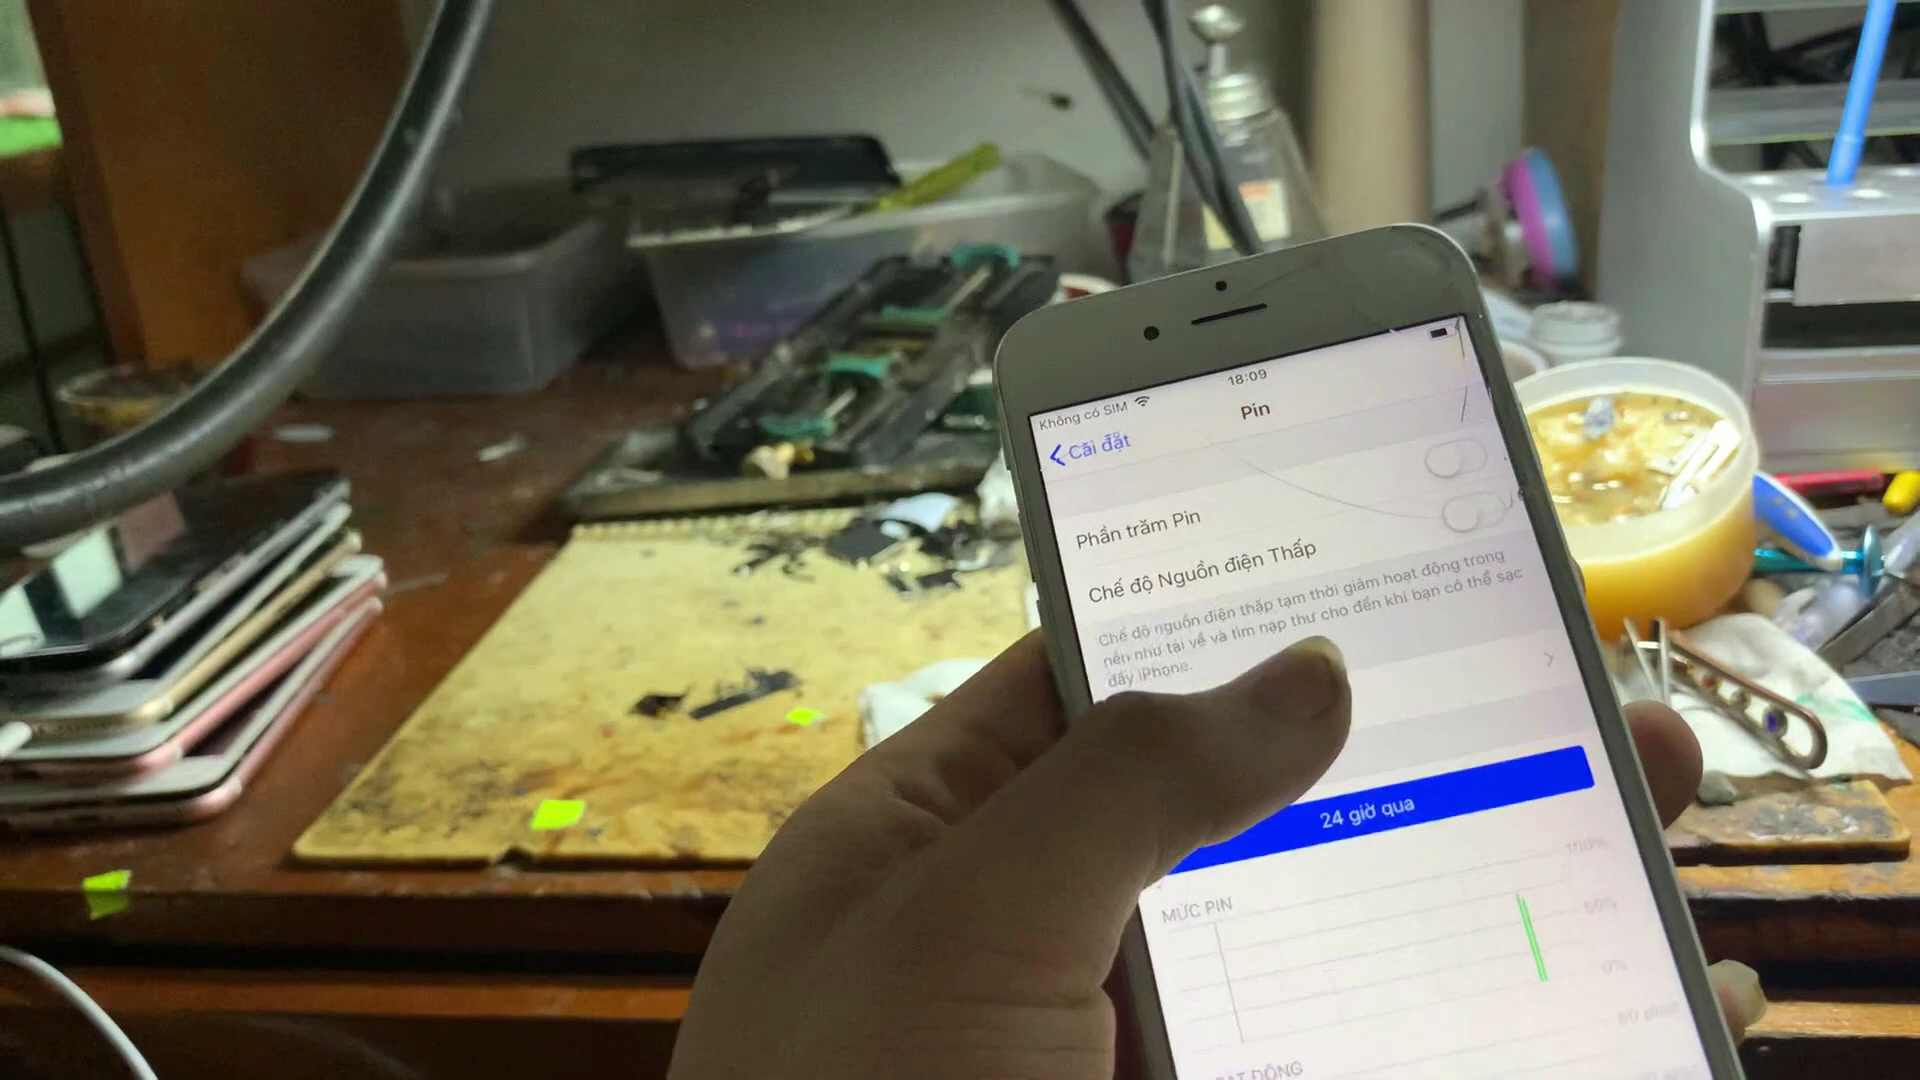 Không có SIM
18:09
Cài đặt
Pin
Phần trăm Pin
Chế độ Nguồn điện Thấp
Chế độ nguồn điện thấp tạm thời giảm hoạt động trong
nền như tải về và tìm nạp thư cho đến khi bạn có thể sạc
đầy iPhone.
24 giờ qua
MỨC PIN
100%
50%
0%